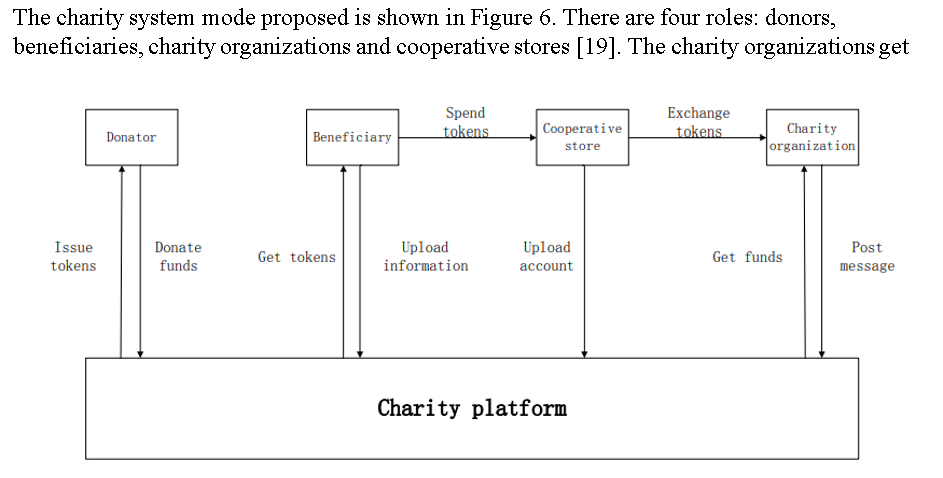 The charity system mode proposed is shown in Figure 6. There are four roles: donors,
beneficiaries, charity organizations and cooperative stores [19]. The charity organizations get
Spend
tokens
Exchange
tokens
Donator
Beneficiary
Cooperative
store
Charity
organization
Issue
tokens
Donate
funds
Get tokens
Upload
information
Upload
account
Get funds
Post
message
Charity platform